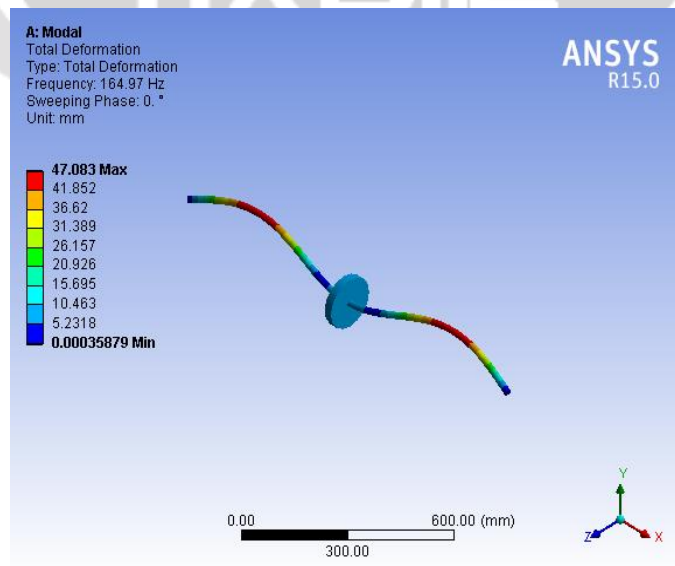 A: Modal
Total Deformation
Type: Total Deformation
Frequency: 164.97 Hz
Sweeping Phase: 0. °
Unit: mm
ANSYS
R15.0
47.083 Max
41.852
36.62
31.389
26.157
20.926
15.695
10.463
5.2318
0.00035879 Min
0.00
600.00 (mm)
300.00
Y
Z
X